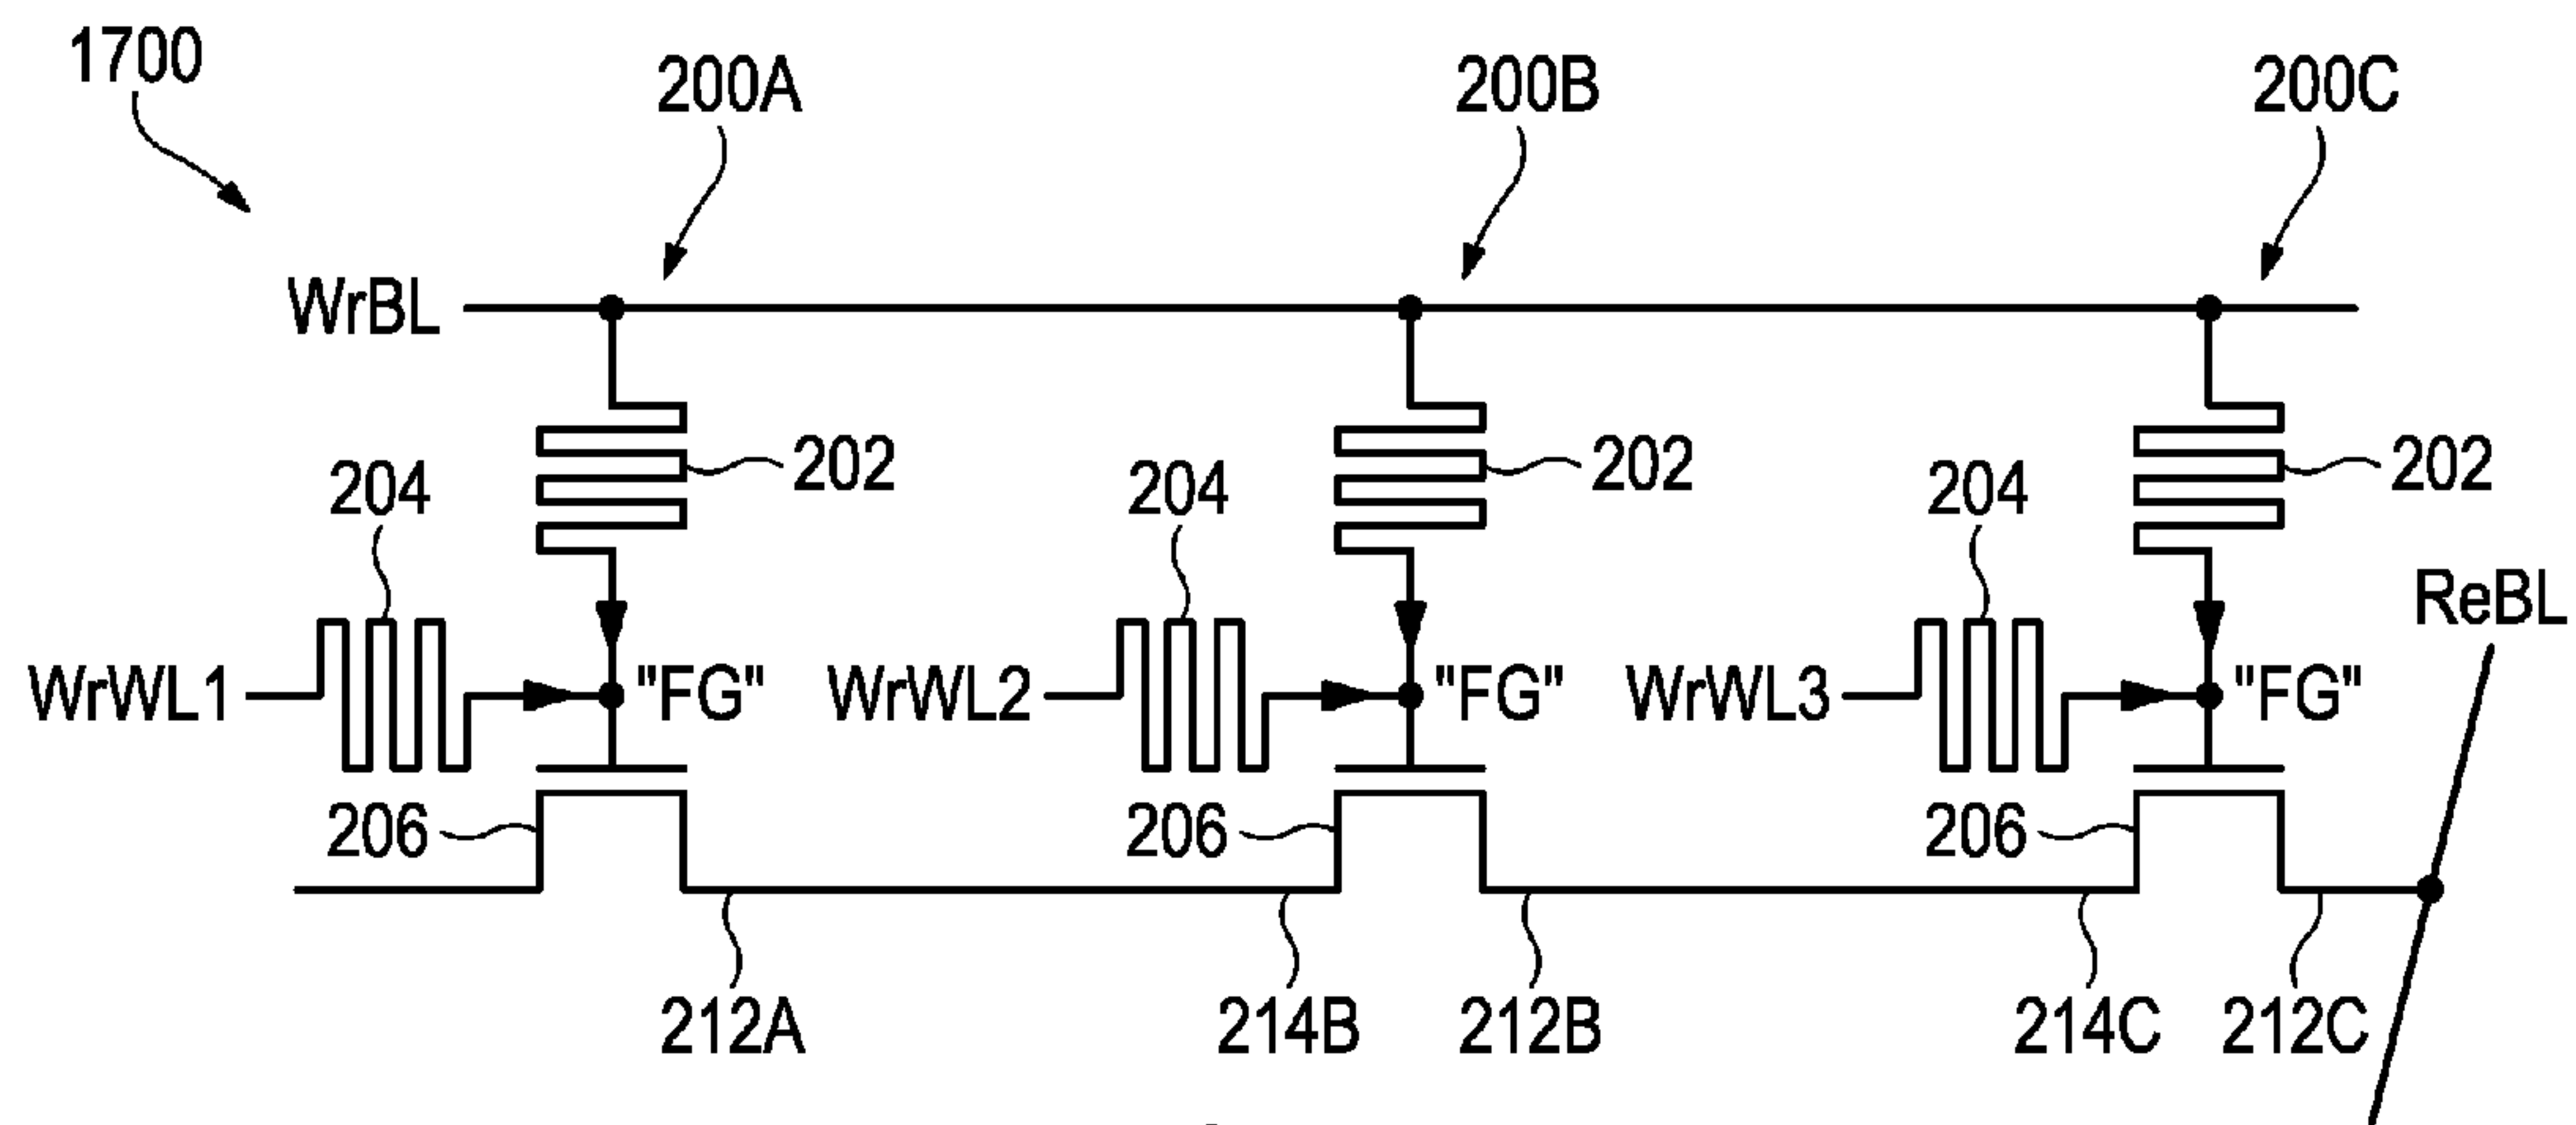 1700
200A 200B 200C
WrBL
202 202 202
204 204 204
ReBL
WrWL1 "FG" WrWL2 "FG" WrWL3 "FG"
206 206 206
212A 214B 212B 214C 212C